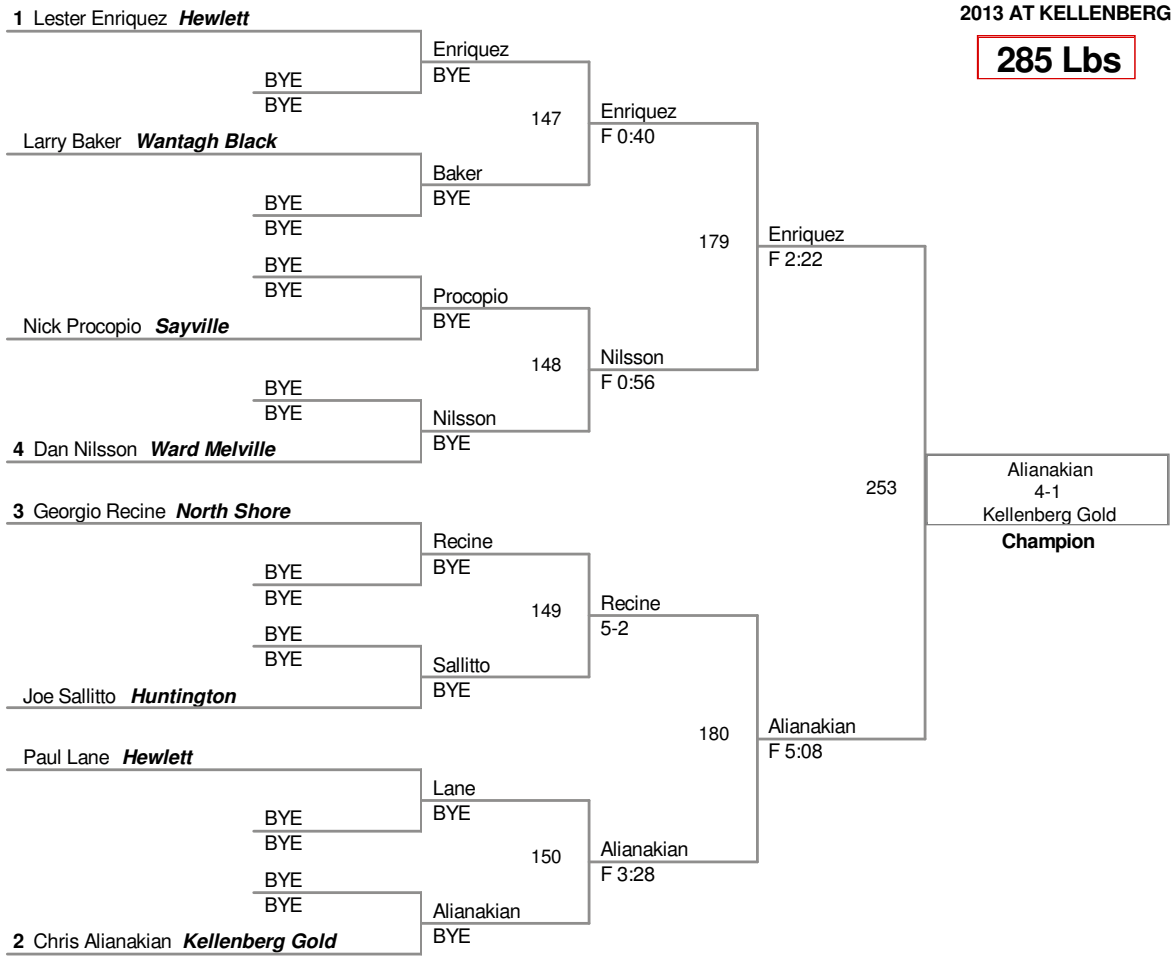 2013 AT KELLENBERG
285 Lbs
1 Lester Enriquez Hewlett
Enriquez
BYE
BYE
BYE
147
Enriquez
F 0:40
Larry Baker Wantagh Black
Baker
BYE
BYE
BYE
179
Enriquez
F 2:22
BYE
BYE
Procopio
BYE
Nick Procopio Sayville
148
Nilsson
F 0:56
BYE
BYE
Nilsson
BYE
4 Dan Nilsson Ward Melville
253
Alianakian
4-1
Kellenberg Gold
Champion
3 Georgio Recine North Shore
Recine
BYE
BYE
BYE
149
Recine
5-2
BYE
BYE
Sallitto
BYE
Joe Sallitto Huntington
180
Alianakian
F 5:08
Paul Lane Hewlett
Lane
BYE
BYE
BYE
150
Alianakian
F 3:28
BYE
BYE
Alianakian
BYE
2 Chris Alianakian Kellenberg Gold